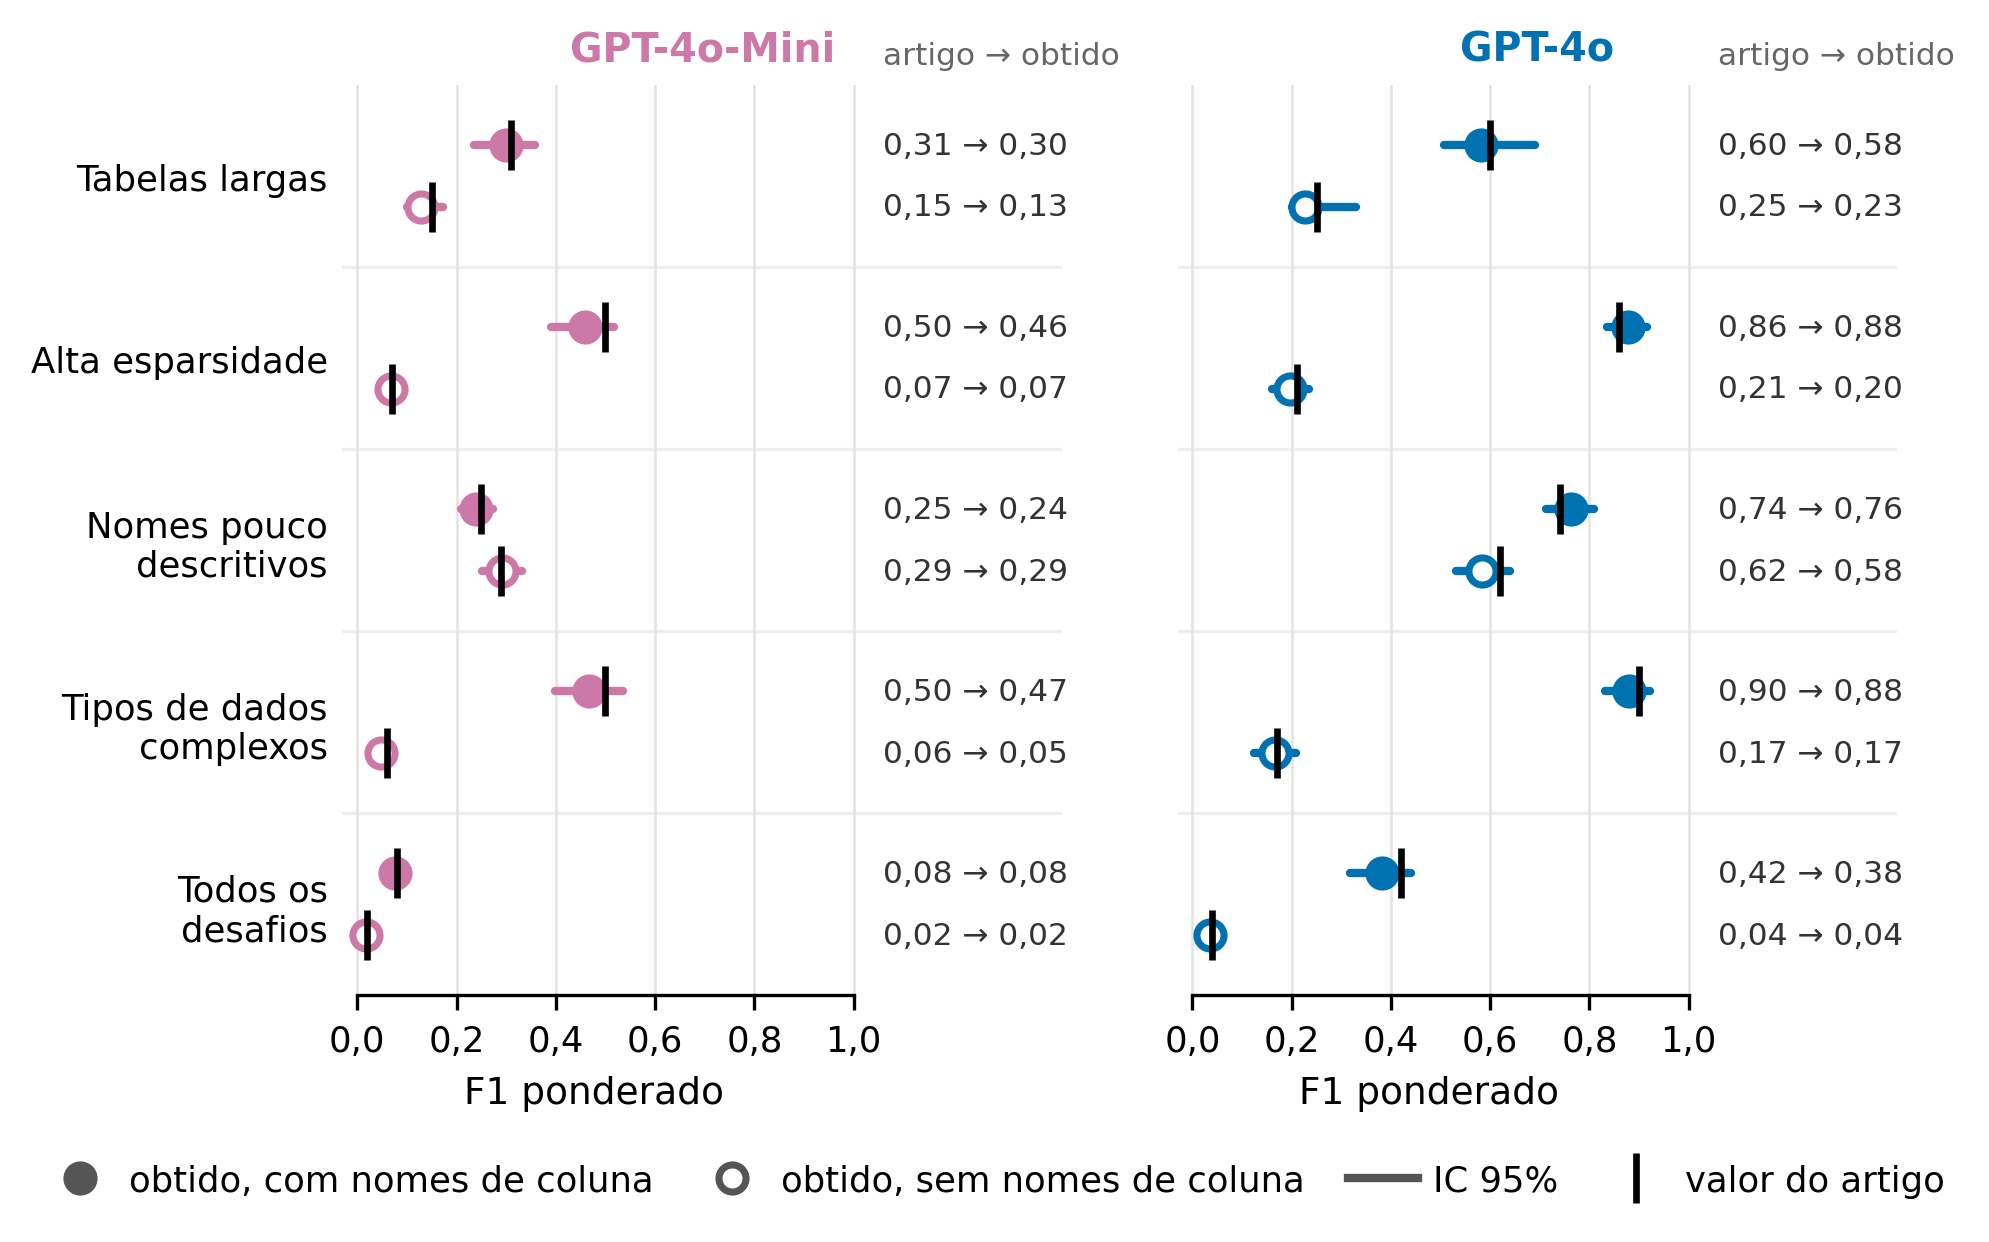 GPT-4o-Mini
artigo → obtido
GPT-4o
artigo → obtido
Tabelas largas
0,31 → 0,30
0,15 → 0,13
0,60 → 0,58
0,25 → 0,23
Alta esparsidade
0,50 → 0,46
0,07 → 0,07
0,86 → 0,88
0,21 → 0,20
Nomes pouco
descritivos
0,25 → 0,24
0,29 → 0,29
0,74 → 0,76
0,62 → 0,58
Tipos de dados
complexos
0,50 → 0,47
0,06 → 0,05
0,90 → 0,88
0,17 → 0,17
Todos os
desafios
0,08 → 0,08
0,02 → 0,02
0,42 → 0,38
0,04 → 0,04
0,0 0,2 0,4 0,6 0,8 1,0
F1 ponderado
0,0 0,2 0,4 0,6 0,8 1,0
F1 ponderado
obtido, com nomes de coluna
obtido, sem nomes de coluna
IC 95%
valor do artigo